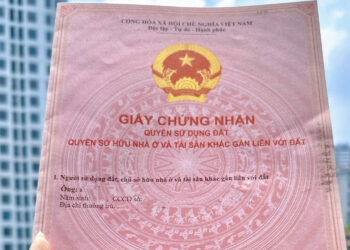 CỘNG HÒA XÃ HỘI CHỦ NGHĨA VIỆT NAM
Độc lập - Tự do - Hạnh phúc
GIẤY CHỨNG NHẬN
QUYỀN SỬ DỤNG ĐẤT
QUYỀN SỞ HỮU NHÀ Ở VÀ TÀI SẢN KHÁC GẮN LIỀN VỚI ĐẤT
I. Người sử dụng đất, chủ sở hữu nhà ở và tài sản khác gắn liền với đất
Ông:
Năm sinh: CCCD số:
Địa chỉ thường trú